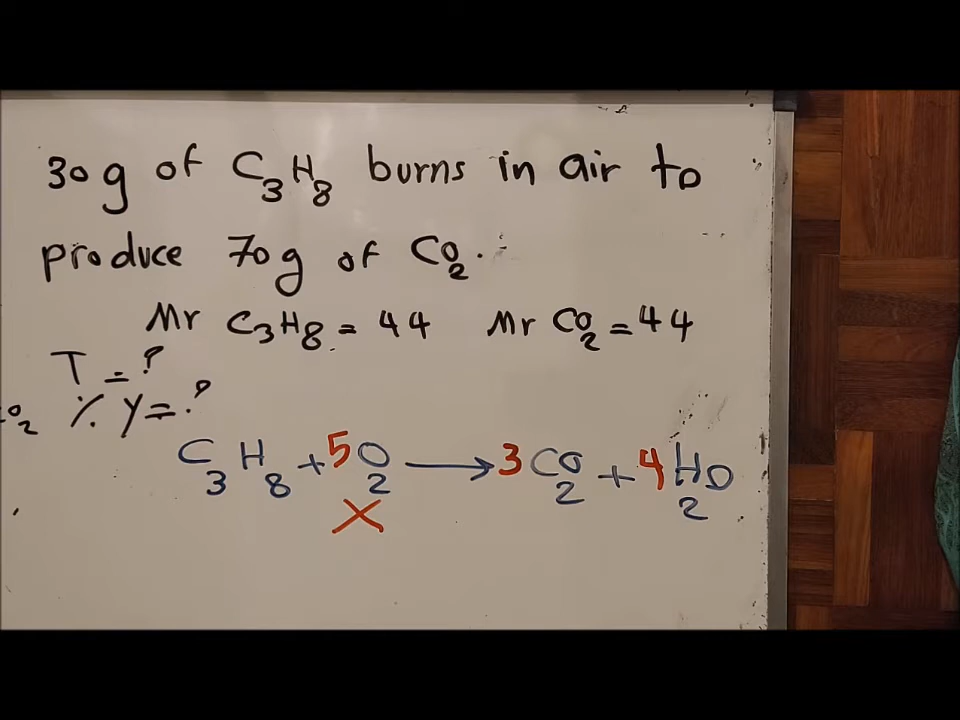 30g of C3H8 burns in air to
produce 70g of CO2.
Mr C3H8 = 44 Mr CO2 = 44
T = ?
% Y = ?
C3H8 + 5O2 → 3CO2 + 4H2O
X